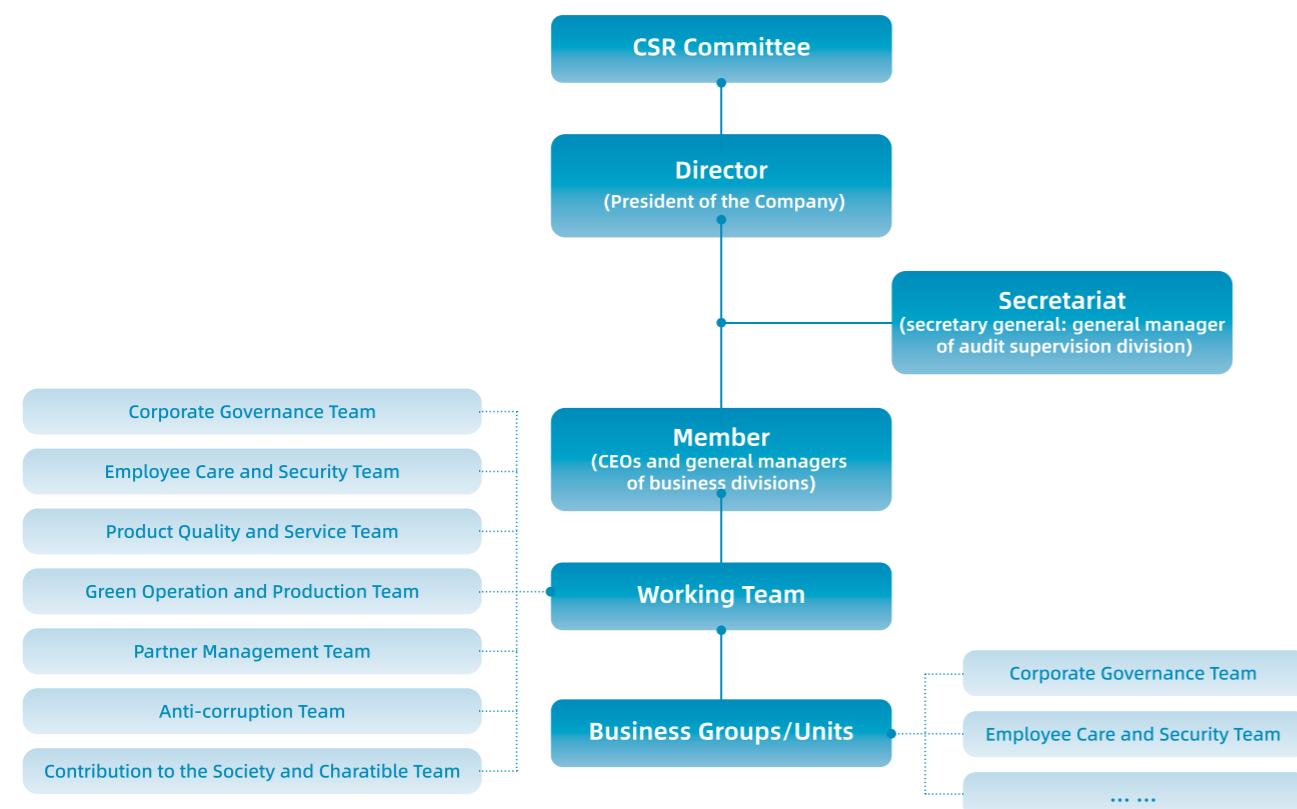 CSR Committee
Director
(President of the Company)
Secretariat
(secretary general: general manager
of audit supervision division)
Member
(CEOs and general managers
of business divisions)
Working Team
Corporate Governance Team
Employee Care and Security Team
Product Quality and Service Team
Green Operation and Production Team
Partner Management Team
Anti-corruption Team
Contribution to the Society and Charatible Team
Business Groups/Units
Corporate Governance Team
Employee Care and Security Team
... ...